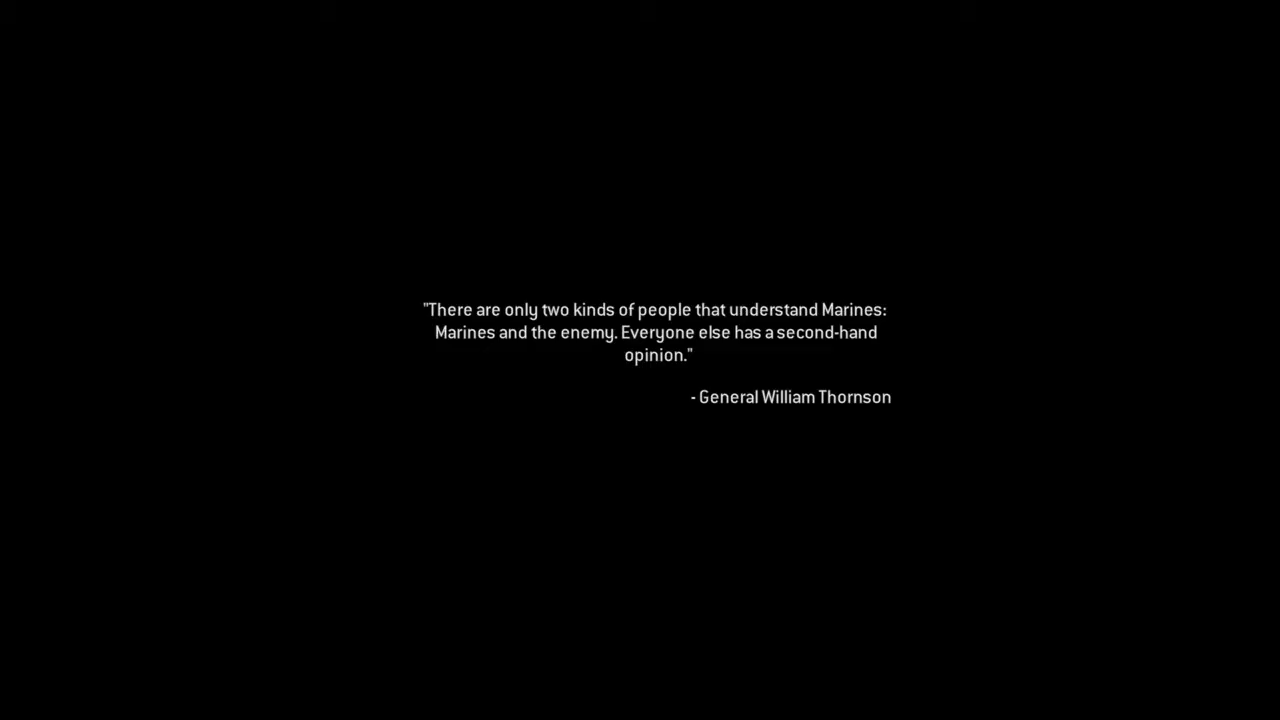 "There are only two kinds of people that understand Marines:
Marines and the enemy. Everyone else has a second-hand
opinion."
- General William Thornson